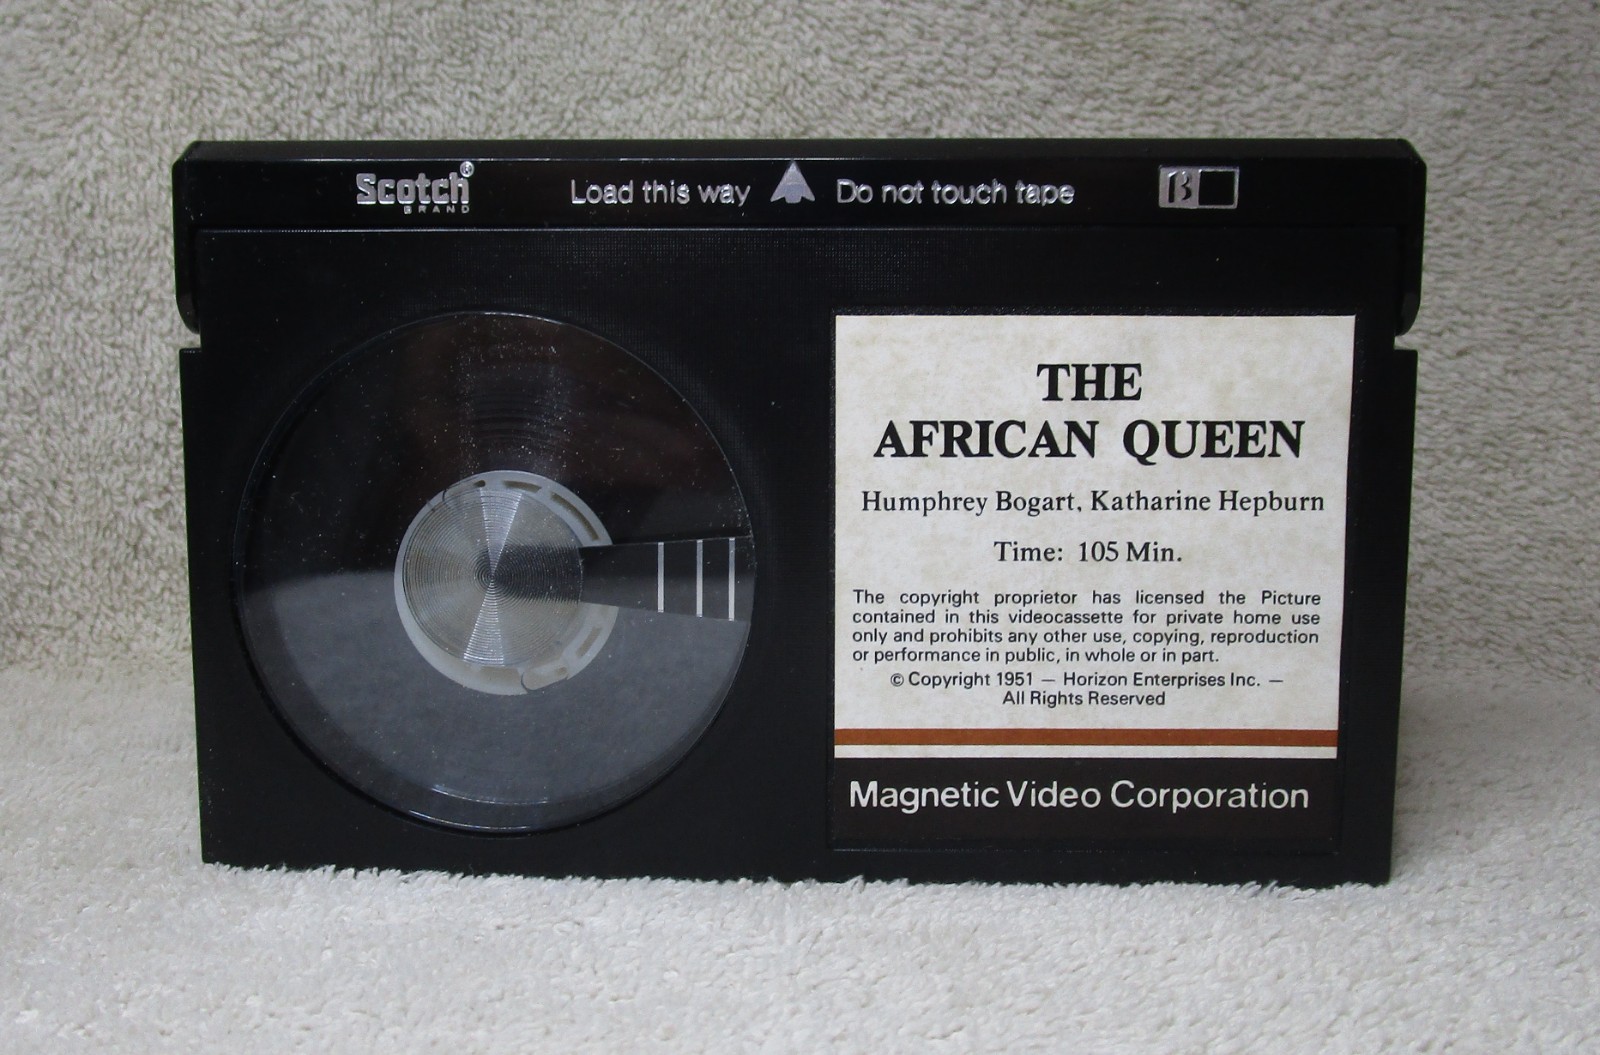 Scotch®
BRAND
Load this way Do not touch tape
B
THE
AFRICAN QUEEN
Humphrey Bogart, Katharine Hepburn
Time: 105 Min.
The copyright proprietor has licensed the Picture
contained in this videocassette for private home use
only and prohibits any other use, copying, reproduction
or performance in public, in whole or in part.
© Copyright 1951 — Horizon Enterprises Inc. —
All Rights Reserved
Magnetic Video Corporation